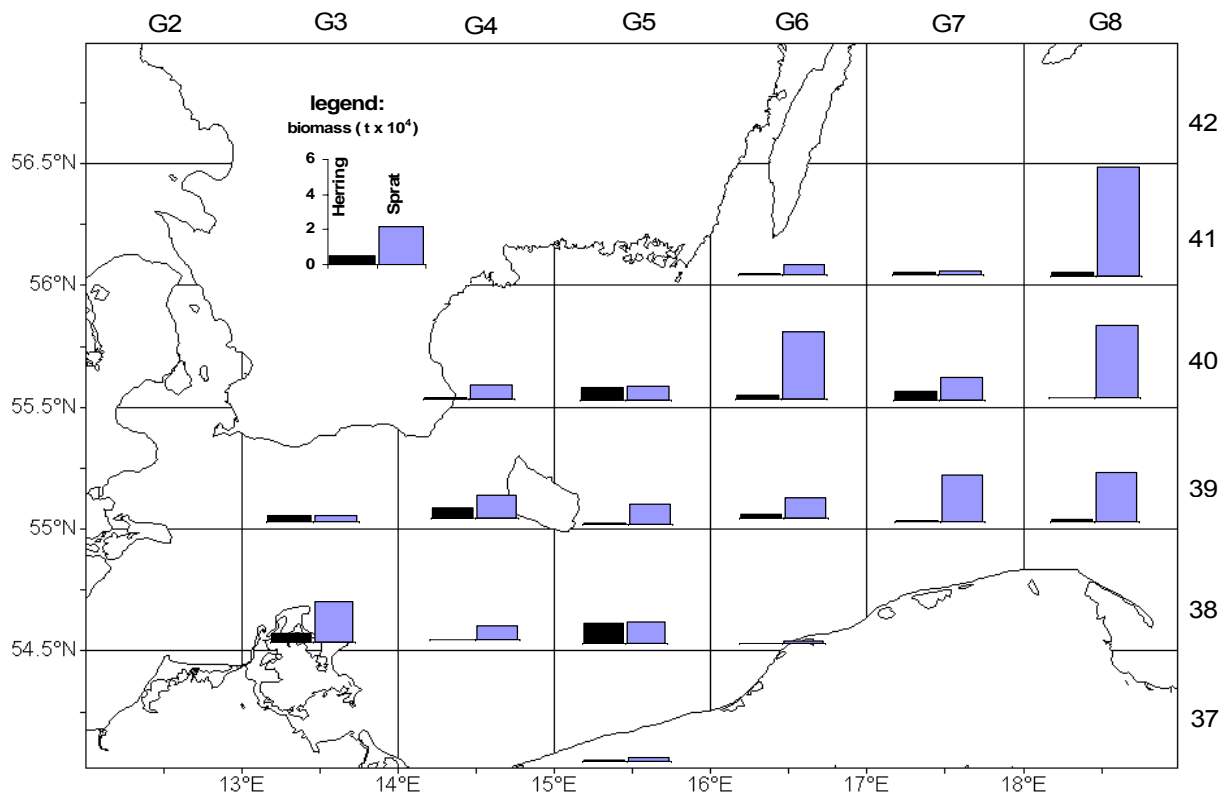 G2 G3 G4 G5 G6 G7 G8
legend:
biomass ( t x 10⁴)
6
4
2
0
Herring
Sprat
42
56.5°N
41
56°N
40
55.5°N
39
55°N
38
54.5°N
37
13°E 14°E 15°E 16°E 17°E 18°E